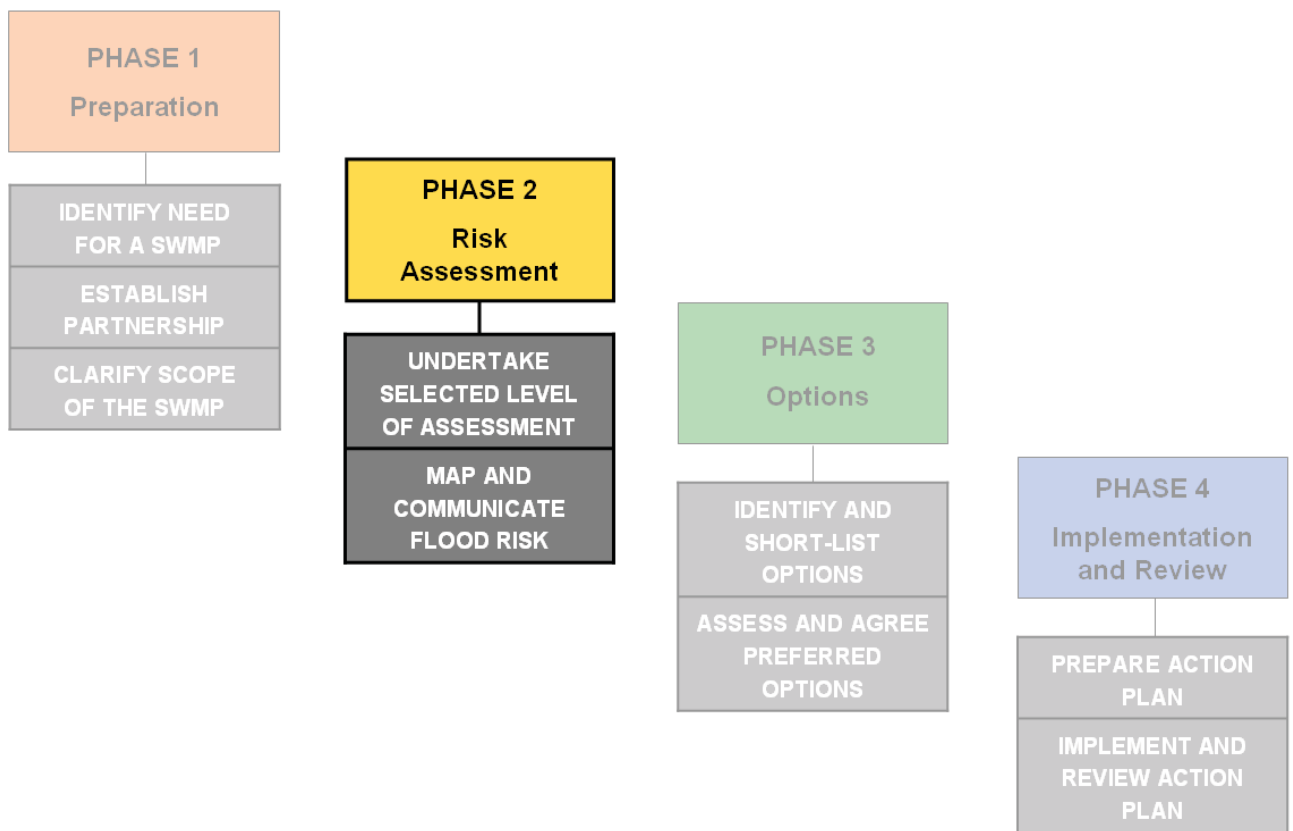 PHASE 1
Preparation
IDENTIFY NEED
FOR A SWMP
ESTABLISH
PARTNERSHIP
CLARIFY SCOPE
OF THE SWMP
PHASE 2
Risk
Assessment
UNDERTAKE
SELECTED LEVEL
OF ASSESSMENT
MAP AND
COMMUNICATE
FLOOD RISK
PHASE 3
Options
IDENTIFY AND
SHORT-LIST
OPTIONS
ASSESS AND AGREE
PREFERRED
OPTIONS
PHASE 4
Implementation
and Review
PREPARE ACTION
PLAN
IMPLEMENT AND
REVIEW ACTION
PLAN